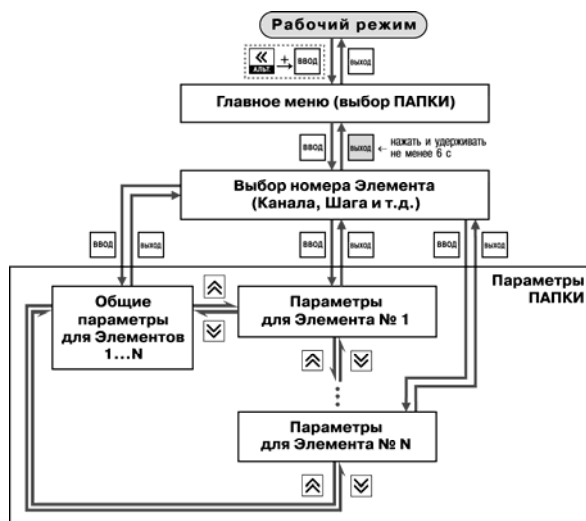 Рабочий режим
АЛЬТ.
+
ВВОД
ВЫХОД
Главное меню (выбор ПАПКИ)
ВВОД
ВЫХОД
← нажать и удерживать
не менее 6 с
Выбор номера Элемента
(Канала, Шага и т.д.)
ВВОД
ВЫХОД
ВВОД
ВЫХОД
ВВОД
ВЫХОД
Параметры
ПАПКИ
Общие
параметры
для Элементов
1...N
Параметры
для Элемента № 1
Параметры
для Элемента № N